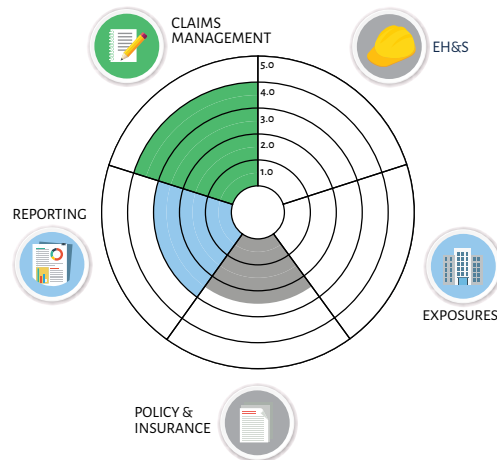 CLAIMS
MANAGEMENT
EH&S
5.0
4.0
3.0
2.0
1.0
REPORTING
EXPOSURES
POLICY &
INSURANCE